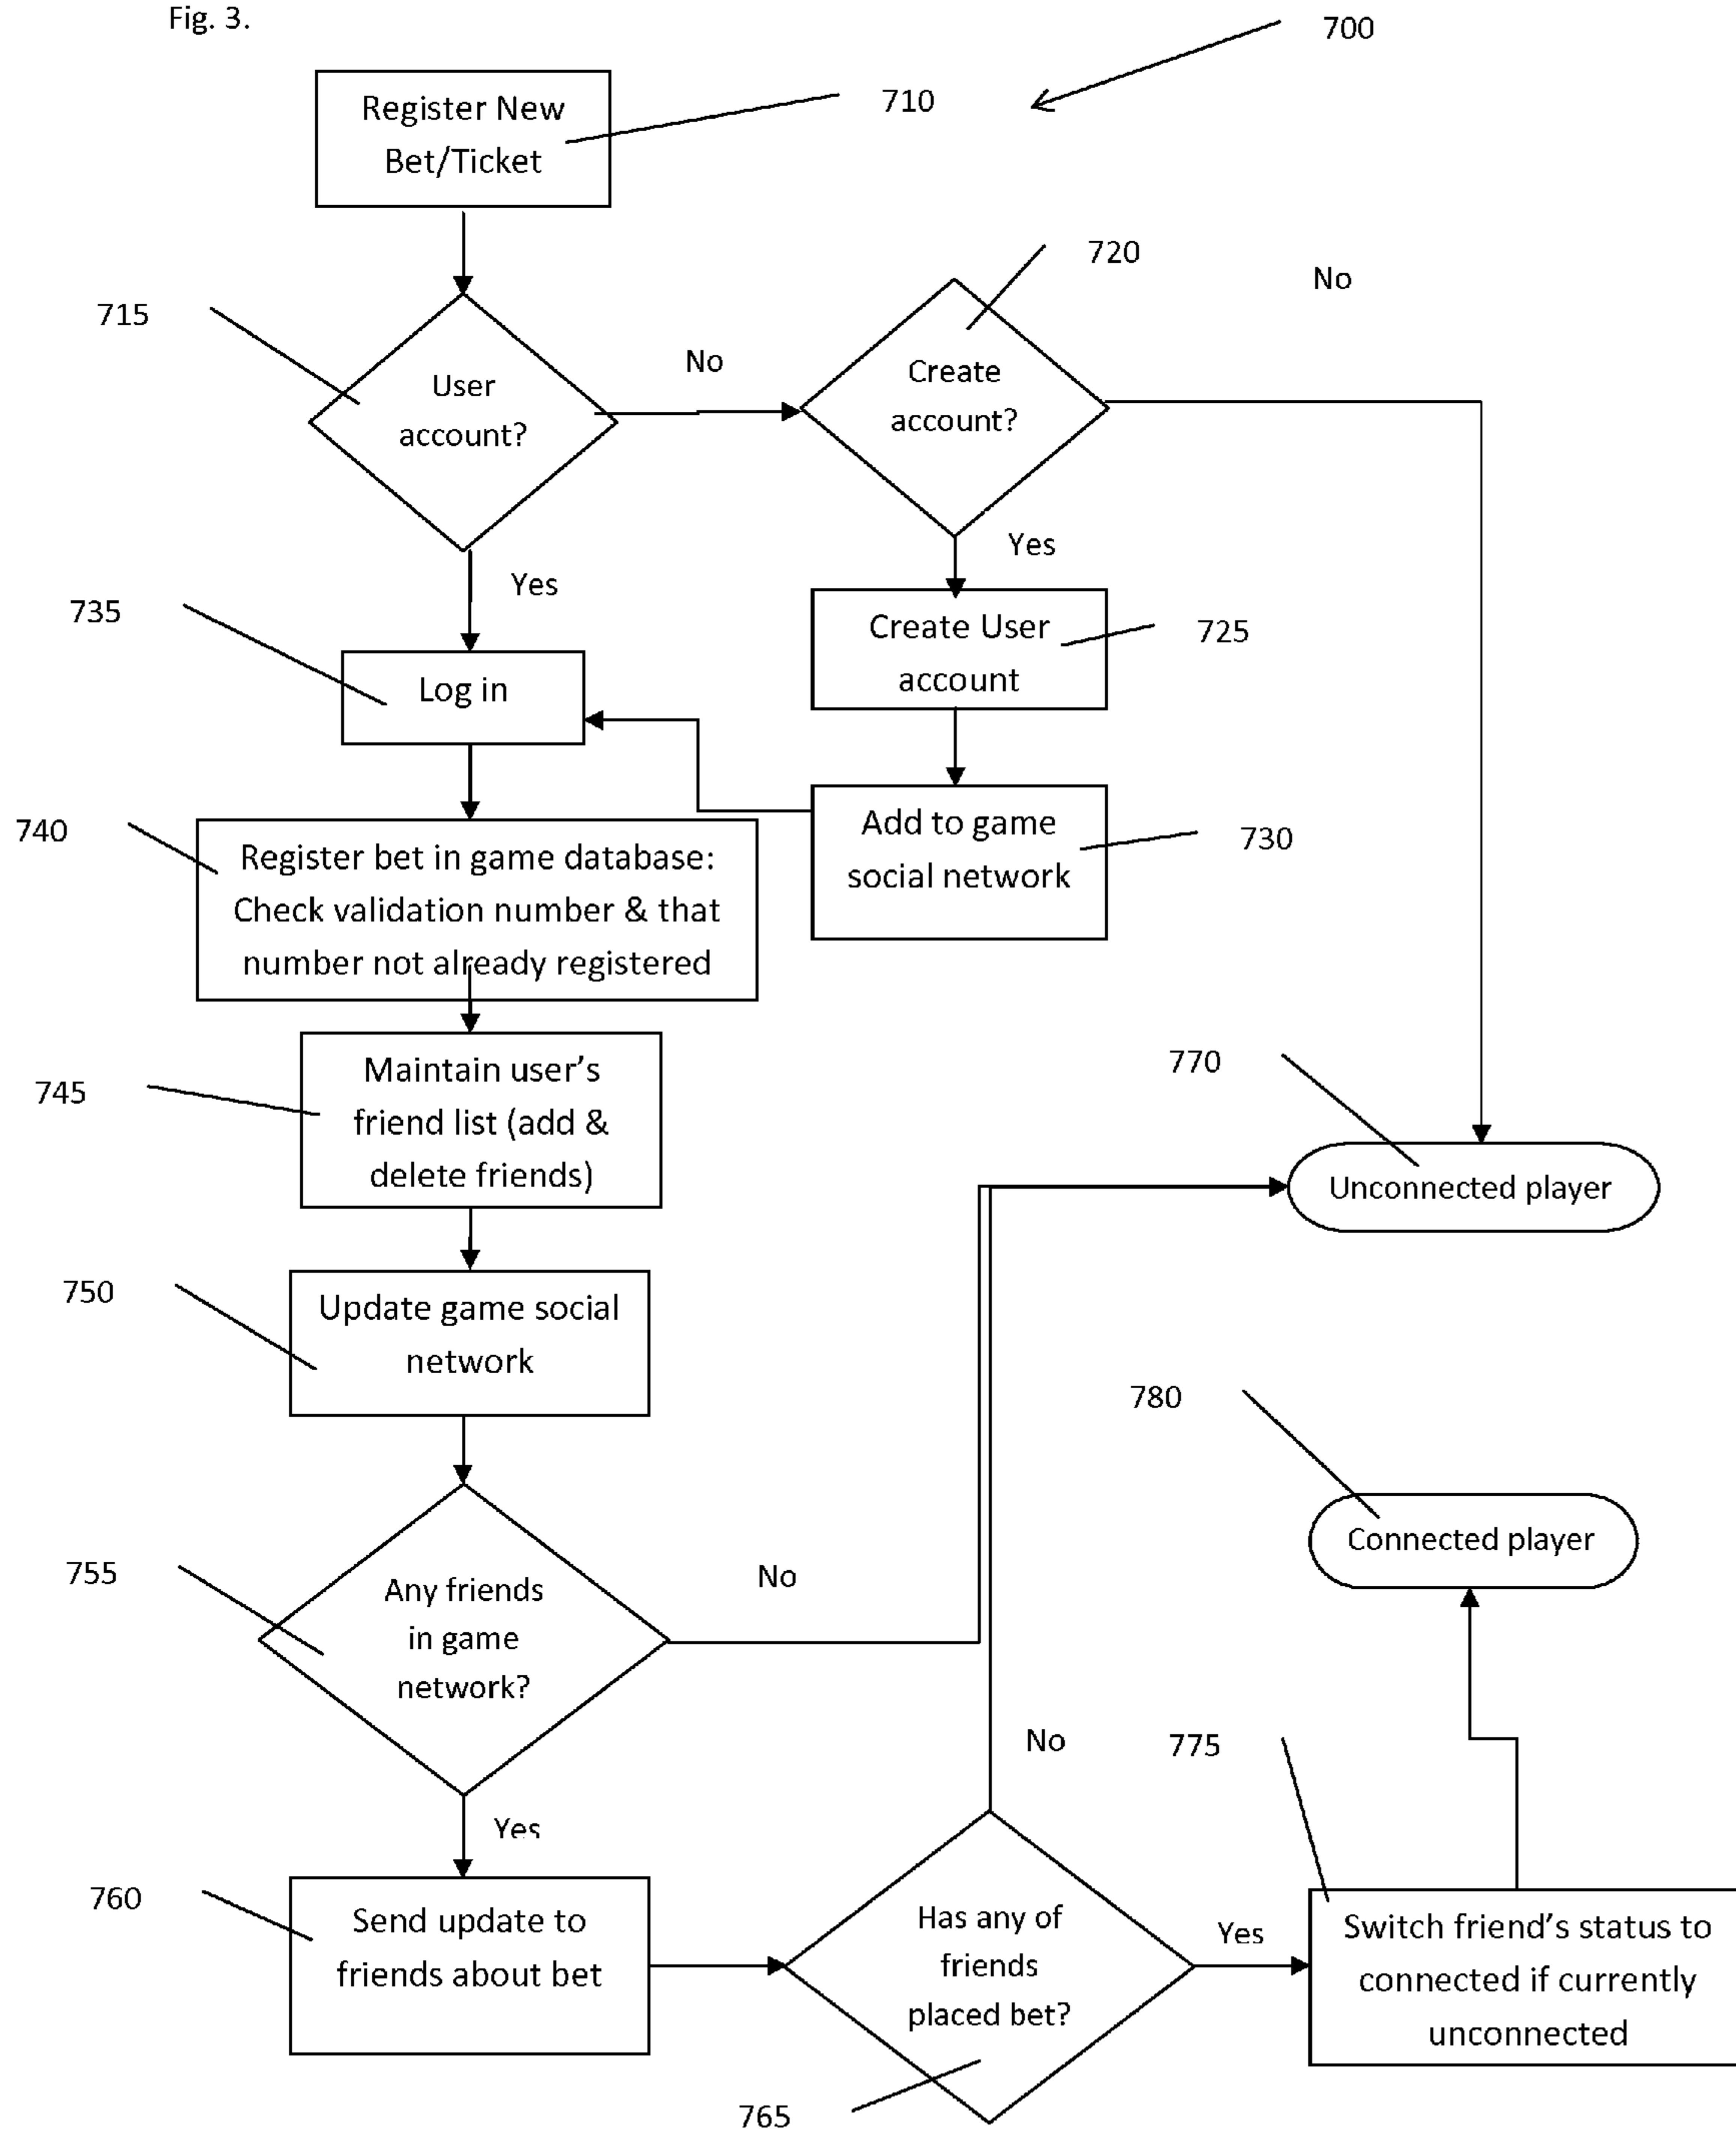 Fig. 3.
700
Register New
Bet/Ticket
710
715
User
account?
No
720
Create
account?
No
Yes
Yes
735
Log in
Create User
account
725
740
Register bet in game database:
Check validation number & that
number not already registered
Add to game
social network
730
745
Maintain user's
friend list (add &
delete friends)
770
Unconnected player
750
Update game social
network
780
Connected player
755
Any friends
in game
network?
No
Yes
No
775
760
Send update to
friends about bet
Has any of
friends
placed bet?
765
Yes
Switch friend's status to
connected if currently
unconnected